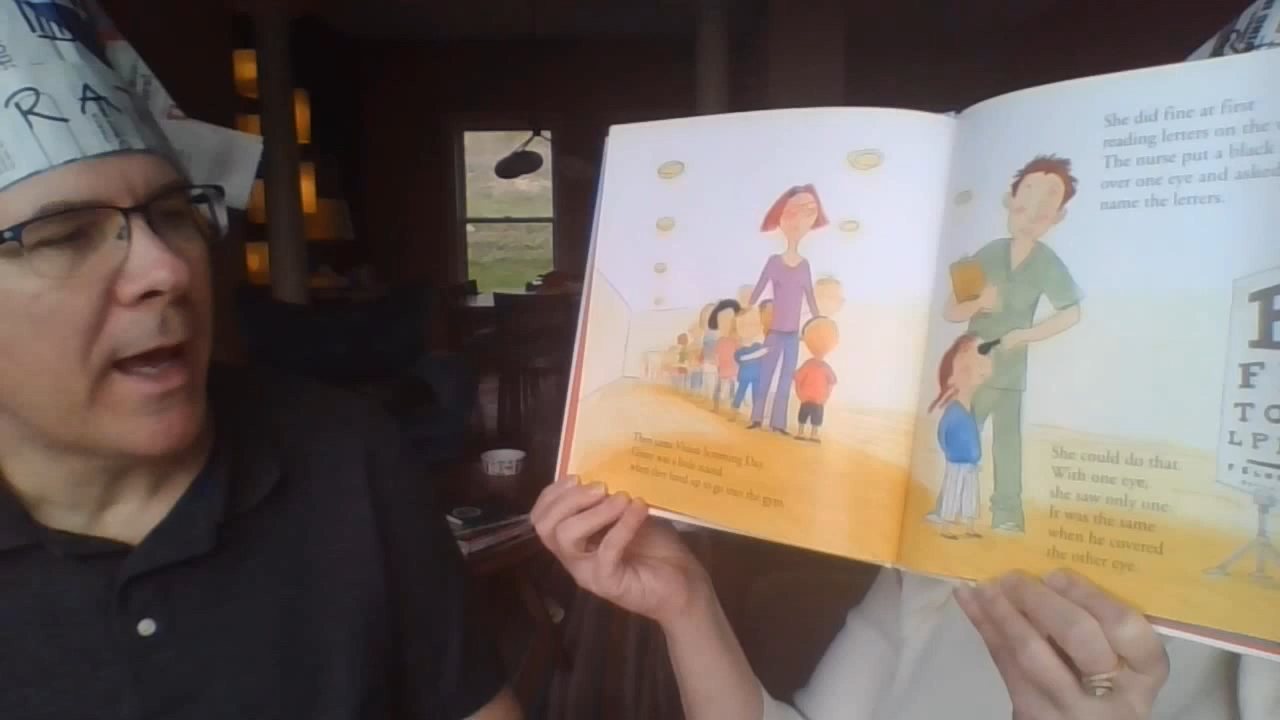 RA
Then came Vision Screening Day.
Ginny was a little scared
when they lined up to go into the gym.
She did fine at first
reading letters on the
The nurse put a black
over one eye and asked
name the letters.
She could do that.
With one eye,
she saw only one.
It was the same
when he covered
the other eye.
E
F
TO
LP